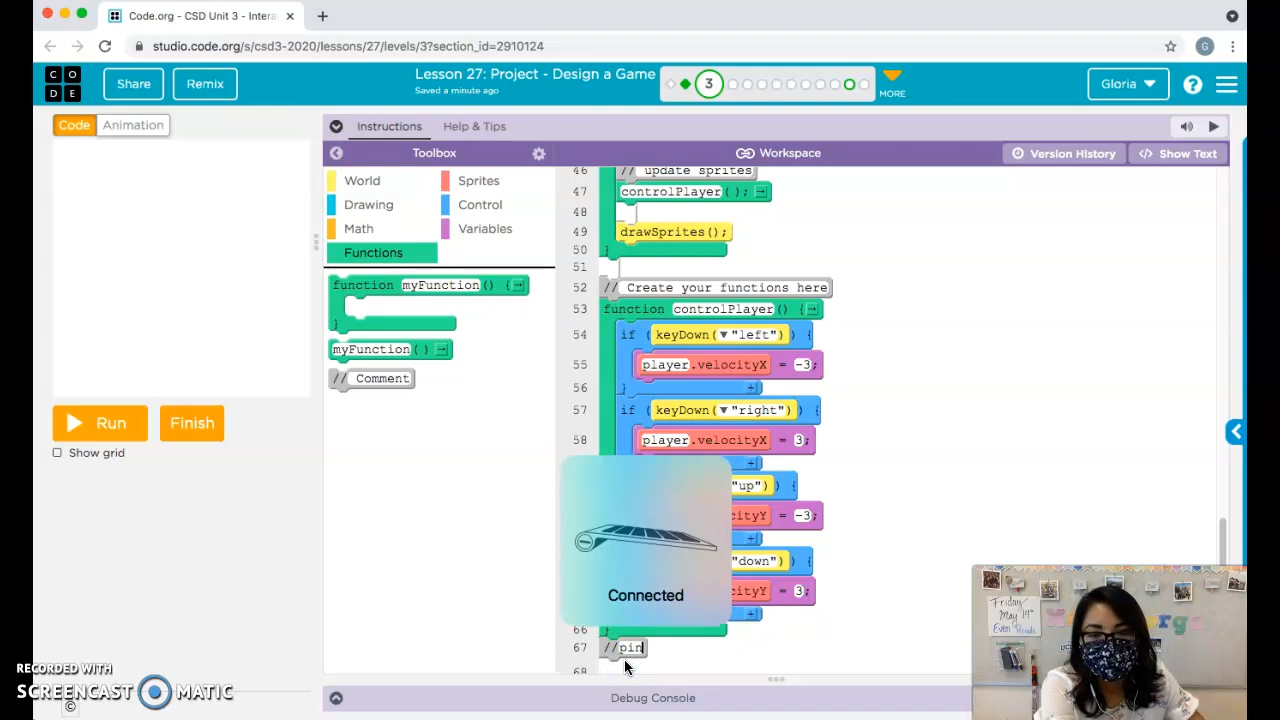 Code.org - CSD Unit 3 - Intera
studio.code.org/s/csd3-2020/lessons/27/levels/3?section_id=2910124
G
CO
DE
Share
Remix
Lesson 27: Project - Design a Game
Saved a minute ago
3
MORE
Gloria
?
Code
Animation
Instructions
Help & Tips
Toolbox
Workspace
Version History
</> Show Text
World
Sprites
Drawing
Control
Math
Variables
Functions
function myFunction() {
}
myFunction()
// Comment
Run
Finish
Show grid
46 // update sprites
47 controlPlayer();
48
49 drawSprites();
50 }
51
52 // Create your functions here
53 function controlPlayer() {
54 if (keyDown("left")) {
55 player.velocityX = -3;
56 }
57 if (keyDown("right")) {
58 player.velocityX = 3;
"up")) {
cityY = -3;
"down")) {
cityY = 3;
66 }
67 //pin
68
Connected
Debug Console
Friday
May 14th
RECORDED WITH
SCREENCAST MATIC
©